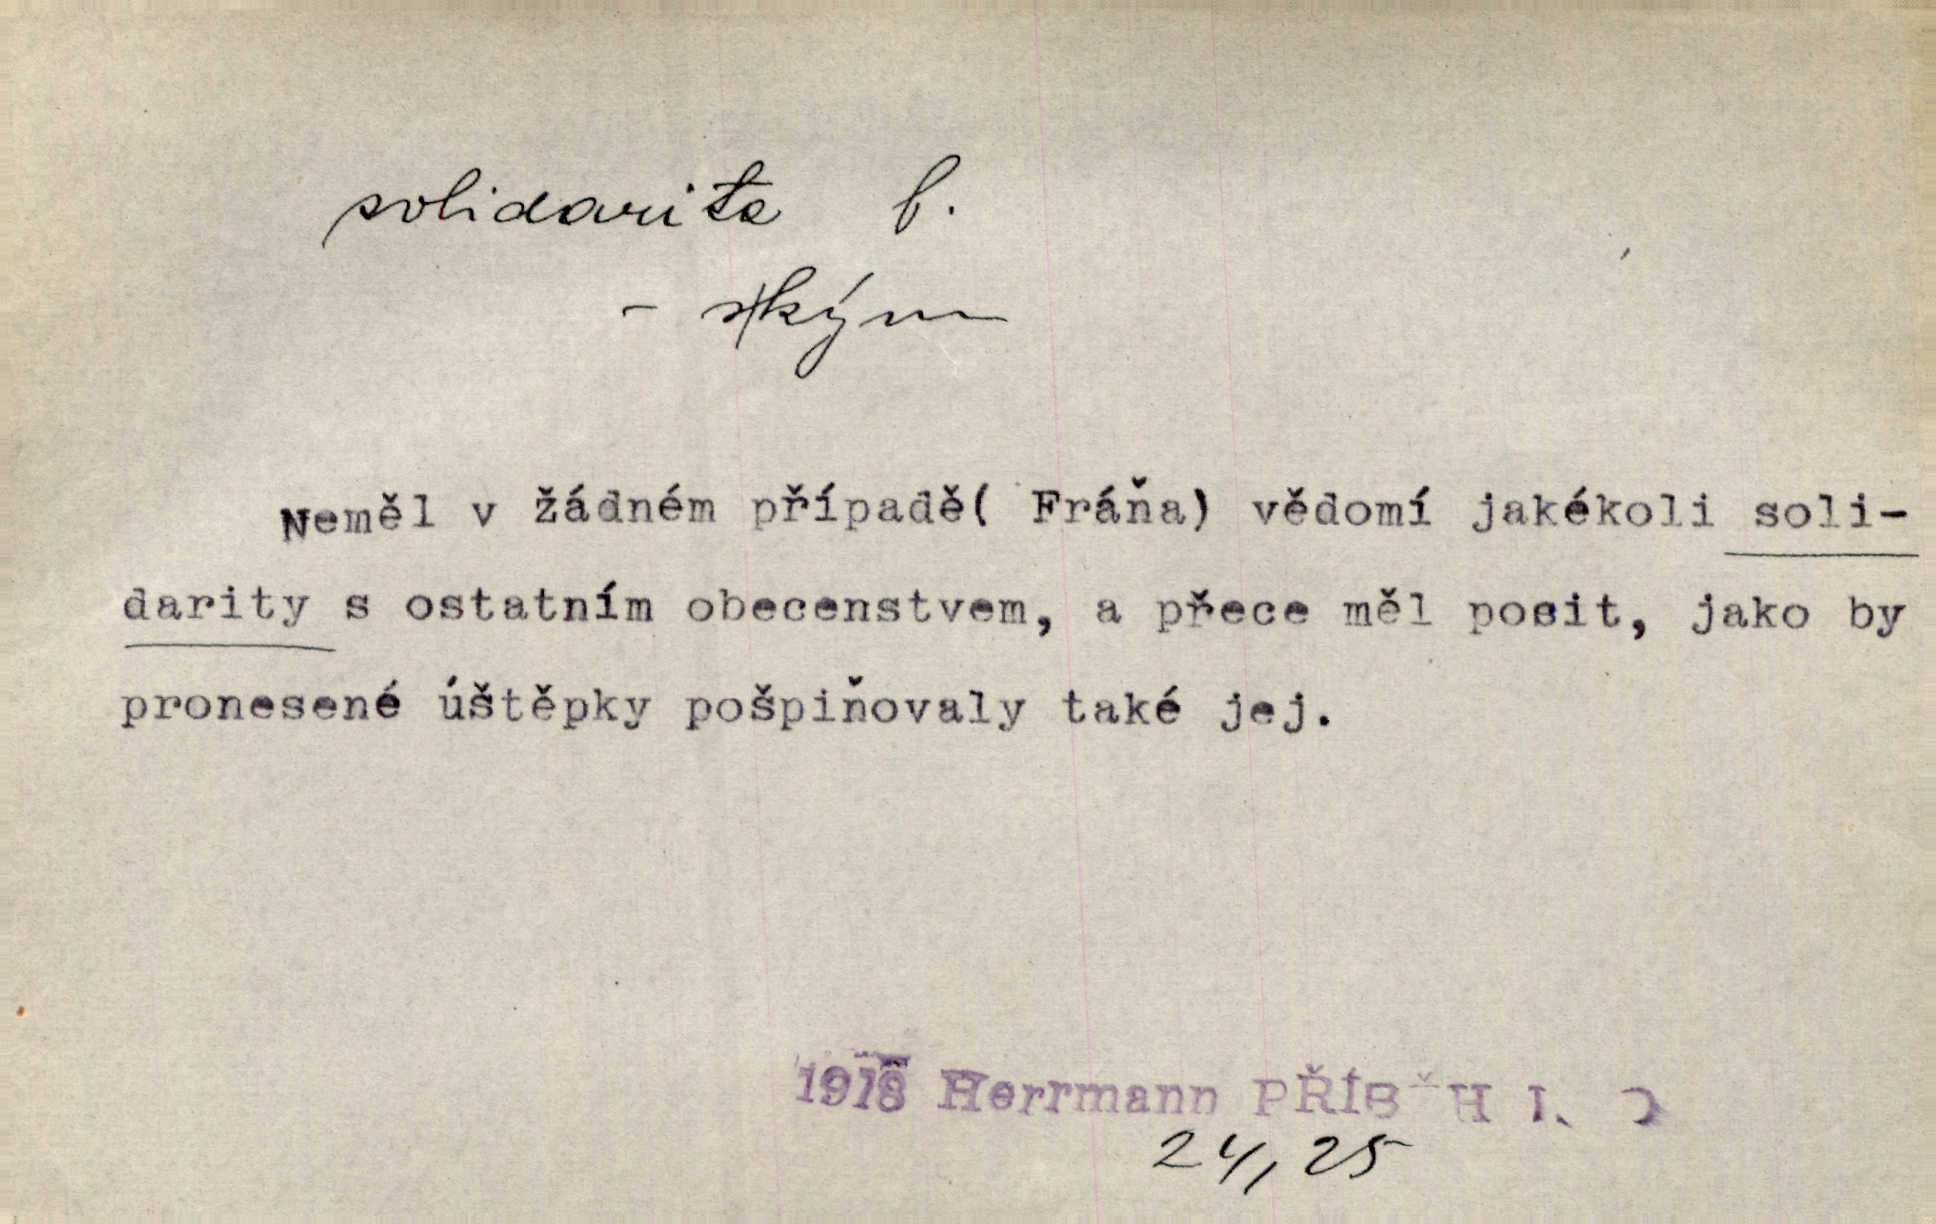 solidarita f.
- s kým
Neměl v žádném případě( Fráňa) vědomí jakékoli soli-
darity s ostatním obecenstvem, a přece měl pocit, jako by
pronesené úštěpky pošpiňovaly také jej.
1918 Herrmann PŘÍB H I.
24, 25